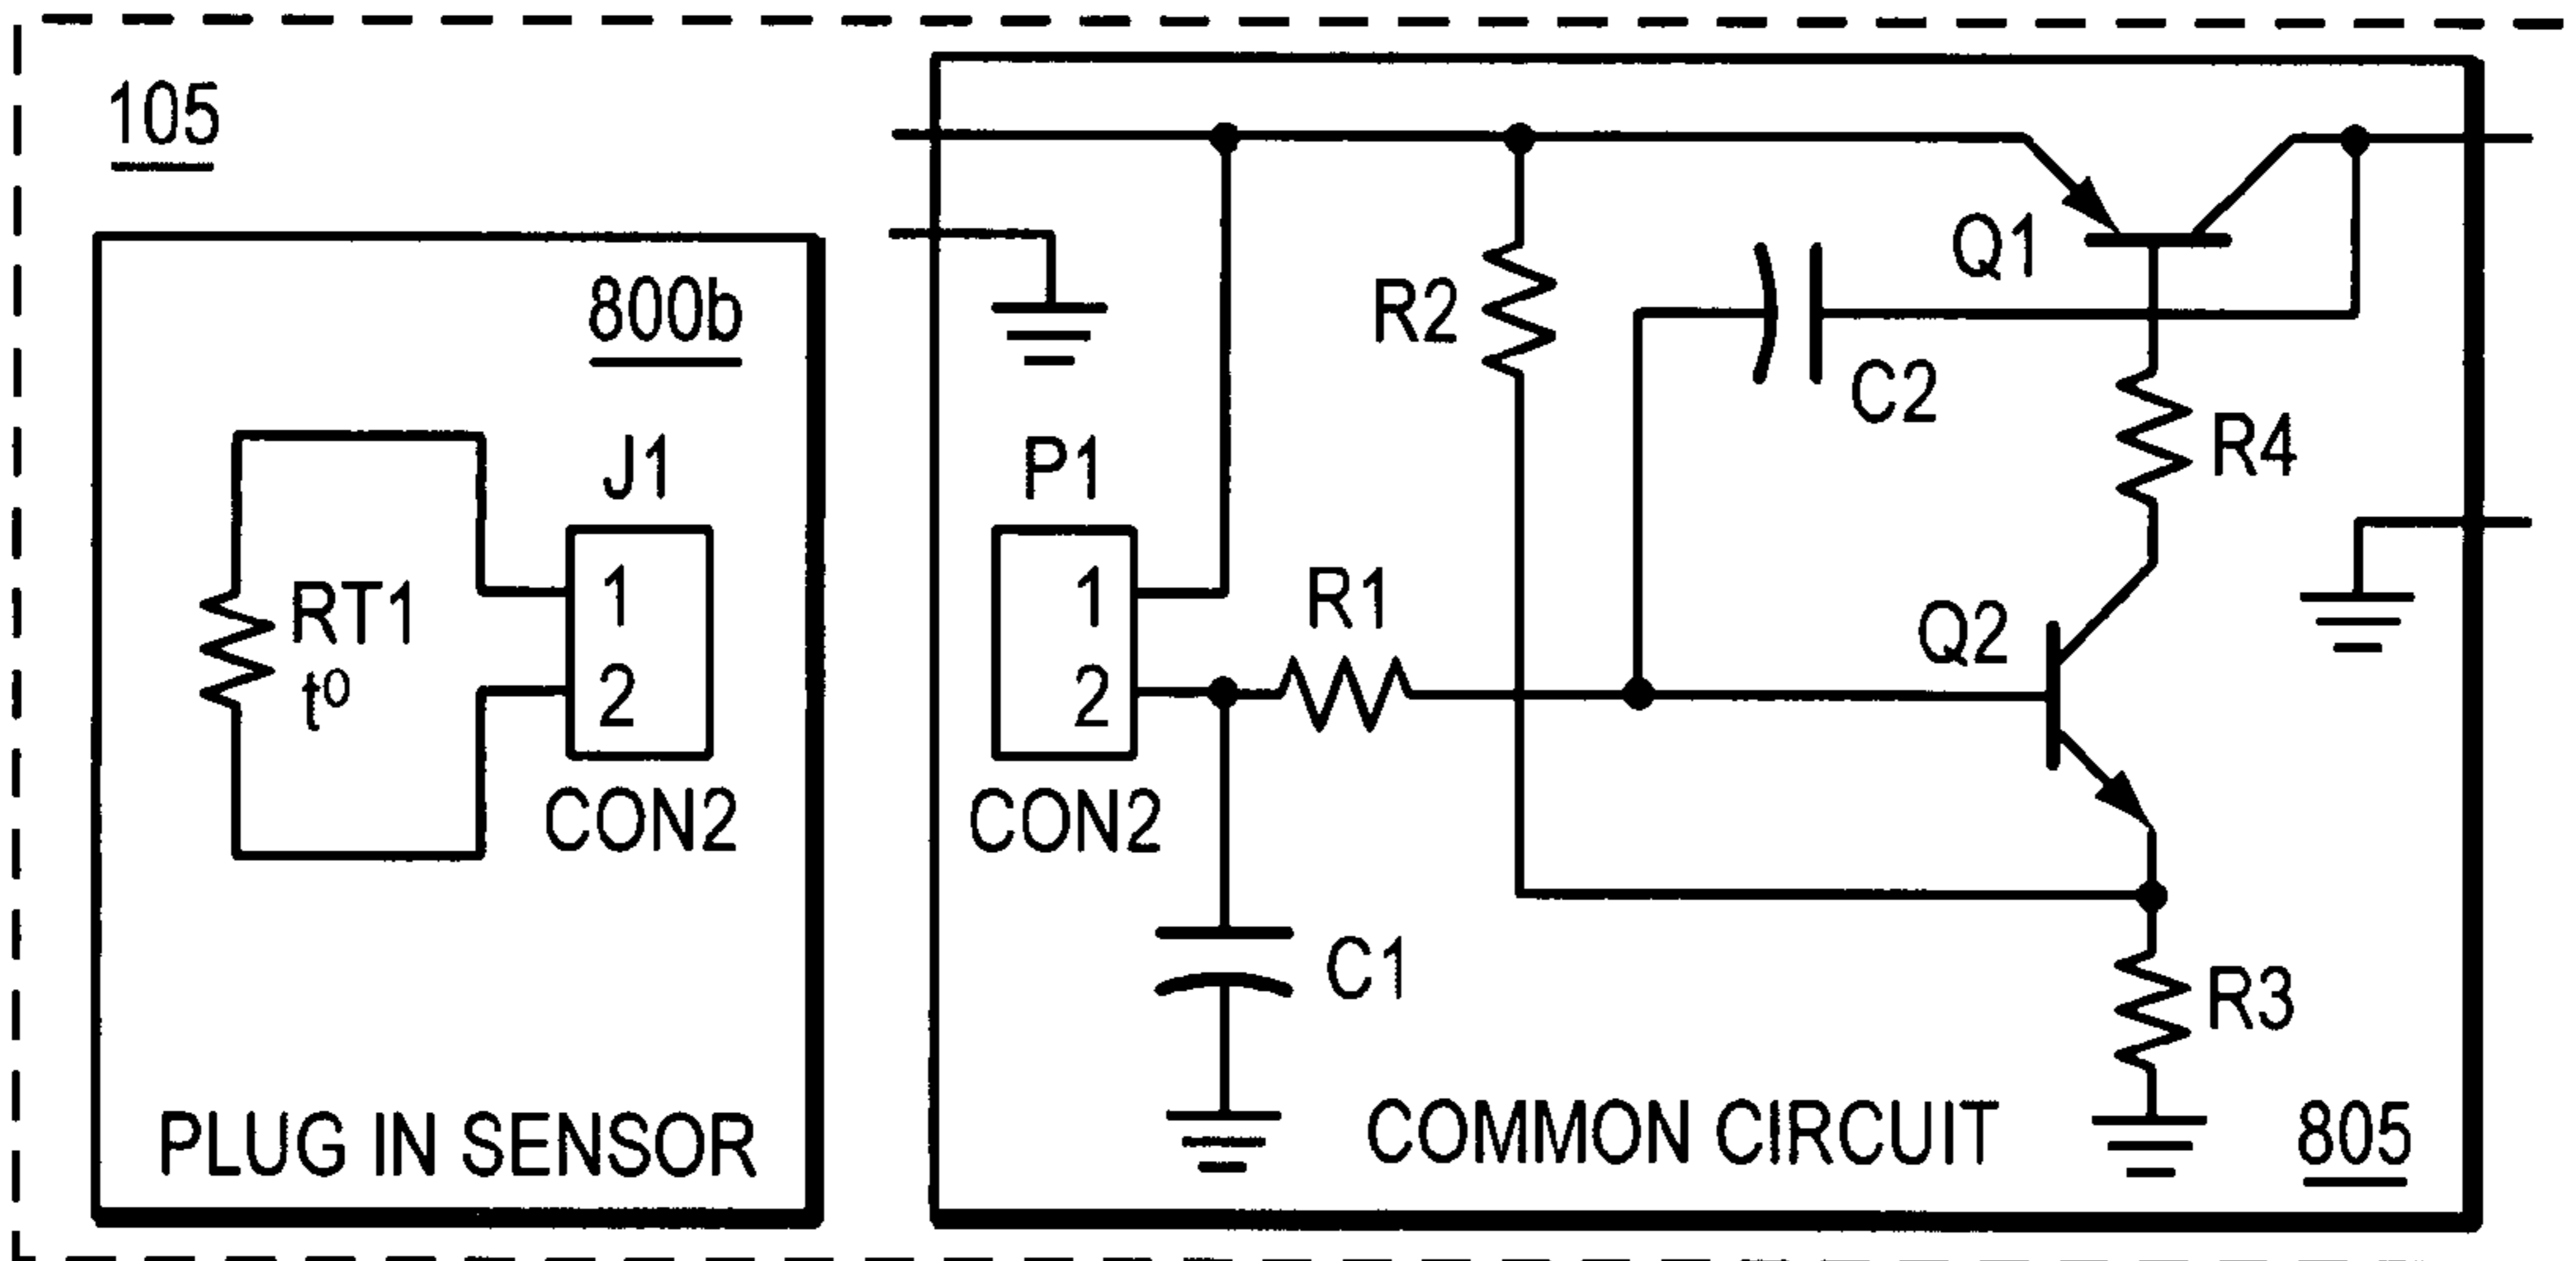 105
800b
J1
RT1
t⁰
1
2
CON2
PLUG IN SENSOR
P1
1
2
CON2
R1
R2
C1
C2
Q1
R4
Q2
R3
COMMON CIRCUIT
805